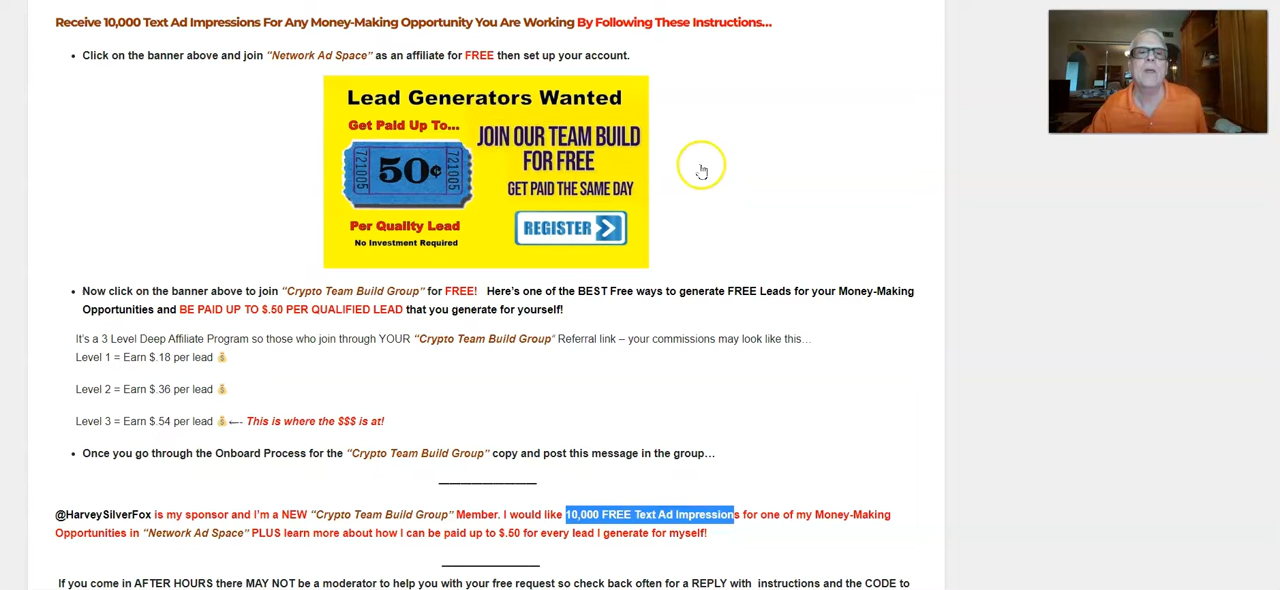 Receive 10,000 Text Ad Impressions For Any Money-Making Opportunity You Are Working By Following These Instructions…
• Click on the banner above and join “Network Ad Space” as an affiliate for FREE then set up your account.
Lead Generators Wanted
Get Paid Up To...
721005
50¢
721005
Per Quality Lead
No Investment Required
JOIN OUR TEAM BUILD
FOR FREE
GET PAID THE SAME DAY
REGISTER
• Now click on the banner above to join “Crypto Team Build Group” for FREE! Here’s one of the BEST Free ways to generate FREE Leads for your Money-Making
Opportunities and BE PAID UP TO $.50 PER QUALIFIED LEAD that you generate for yourself!
It’s a 3 Level Deep Affiliate Program so those who join through YOUR “Crypto Team Build Group” Referral link – your commissions may look like this…
Level 1 = Earn $.18 per lead 💰
Level 2 = Earn $.36 per lead 💰
Level 3 = Earn $.54 per lead 💰<—- This is where the $$$ is at!
• Once you go through the Onboard Process for the “Crypto Team Build Group” copy and post this message in the group…
@HarveySilverFox is my sponsor and I’m a NEW “Crypto Team Build Group” Member. I would like 10,000 FREE Text Ad Impressions for one of my Money-Making
Opportunities in “Network Ad Space” PLUS learn more about how I can be paid up to $.50 for every lead I generate for myself!
If you come in AFTER HOURS there MAY NOT be a moderator to help you with your free request so check back often for a REPLY with instructions and the CODE to